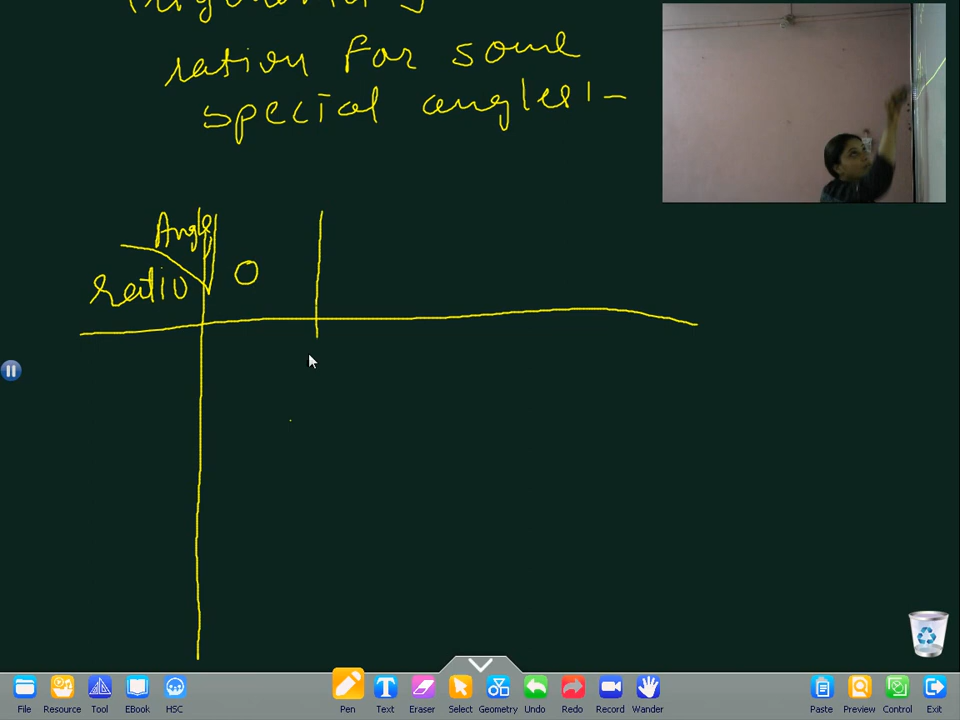 ration for some
special angles:-
Angle
ratio 0
File Resource Tool EBook HSC Pen Text Eraser Select Geometry Undo Redo Record Wander Paste Preview Control Exit